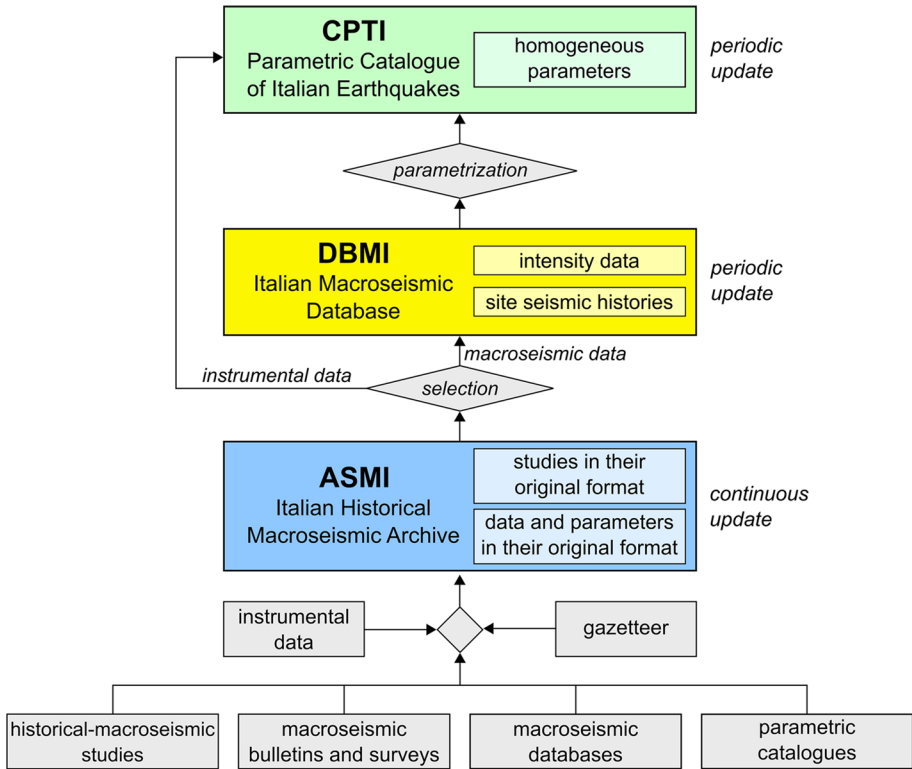 CPTI
Parametric Catalogue
of Italian Earthquakes
homogeneous
parameters
periodic
update
parametrization
DBMI
Italian Macroseismic
Database
intensity data
site seismic histories
periodic
update
macroseismic data
instrumental data
selection
ASMI
Italian Historical
Macroseismic Archive
studies in their
original format
data and parameters
in their original format
continuous
update
instrumental
data
gazetteer
historical-macroseismic
studies
macroseismic
bulletins and surveys
macroseismic
databases
parametric
catalogues